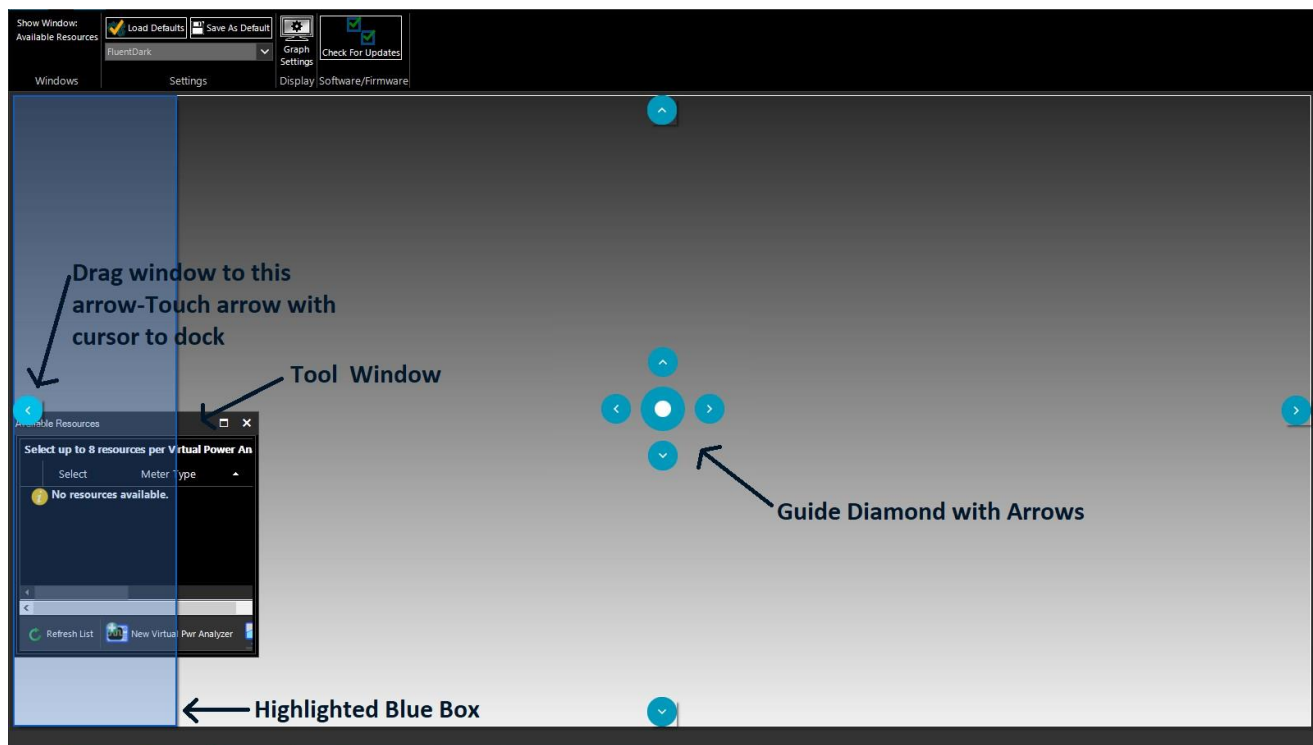 Show Window:
Available Resources
Load Defaults
Save As Default
FluentDark
Graph
Settings
Check For Updates
Windows
Settings
Display
Software/Firmware
Drag window to this
arrow-Touch arrow with
cursor to dock
Tool Window
Available Resources
Select up to 8 resources per Virtual Power An
Select
Meter Type
No resources available.
Guide Diamond with Arrows
Refresh List
New Virtual Pwr Analyzer
Highlighted Blue Box